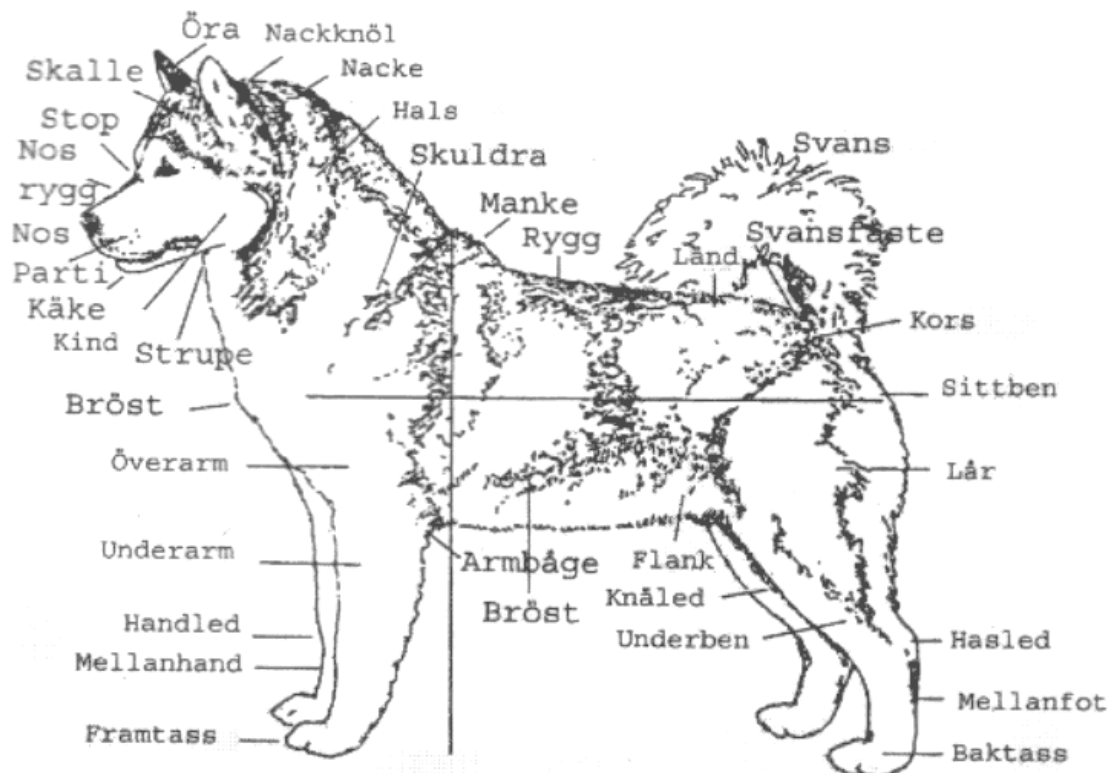 Öra
Nackknöl
Skalle
Nacke
Hals
Stop
Nos
rygg
Skuldra
Svans
Manke
Rygg
Nos
Parti
Svansfäste
Länd
Käke
Kind
Strupe
Kors
Bröst
Sittben
Överarm
Lår
Underarm
Armbåge
Flank
Bröst
Knäled
Underben
Handled
Mellanhand
Hasled
Mellanfot
Framtass
Baktass